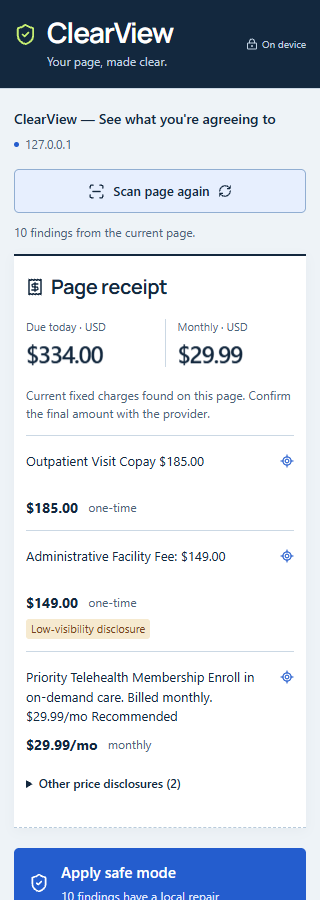 ClearView
Your page, made clear.
On device
ClearView — See what you're agreeing to
127.0.0.1
Scan page again
10 findings from the current page.
Page receipt
Due today · USD
$334.00
Monthly · USD
$29.99
Current fixed charges found on this page. Confirm
the final amount with the provider.
Outpatient Visit Copay $185.00
$185.00 one-time
Administrative Facility Fee: $149.00
$149.00 one-time
Low-visibility disclosure
Priority Telehealth Membership Enroll in
on-demand care. Billed monthly.
$29.99/mo Recommended
$29.99/mo monthly
Other price disclosures (2)
Apply safe mode
10 findings have a local repair